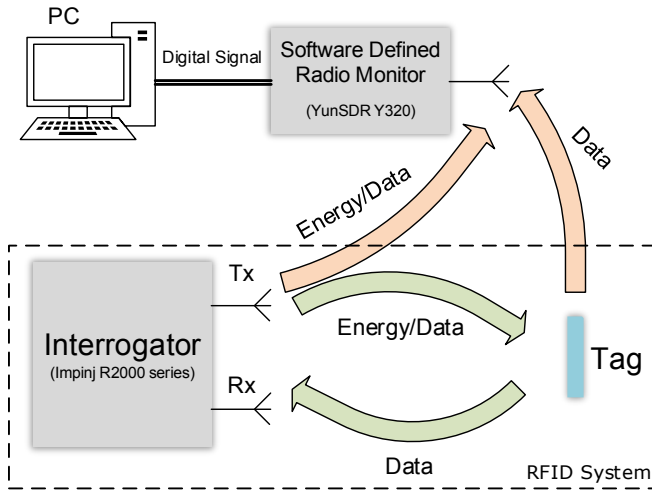 PC
Digital Signal
Software Defined
Radio Monitor
(YunSDR Y320)
Energy/Data
Data
Tx
Interrogator
(Impinj R2000 series)
Energy/Data
Tag
Rx
Data
RFID System